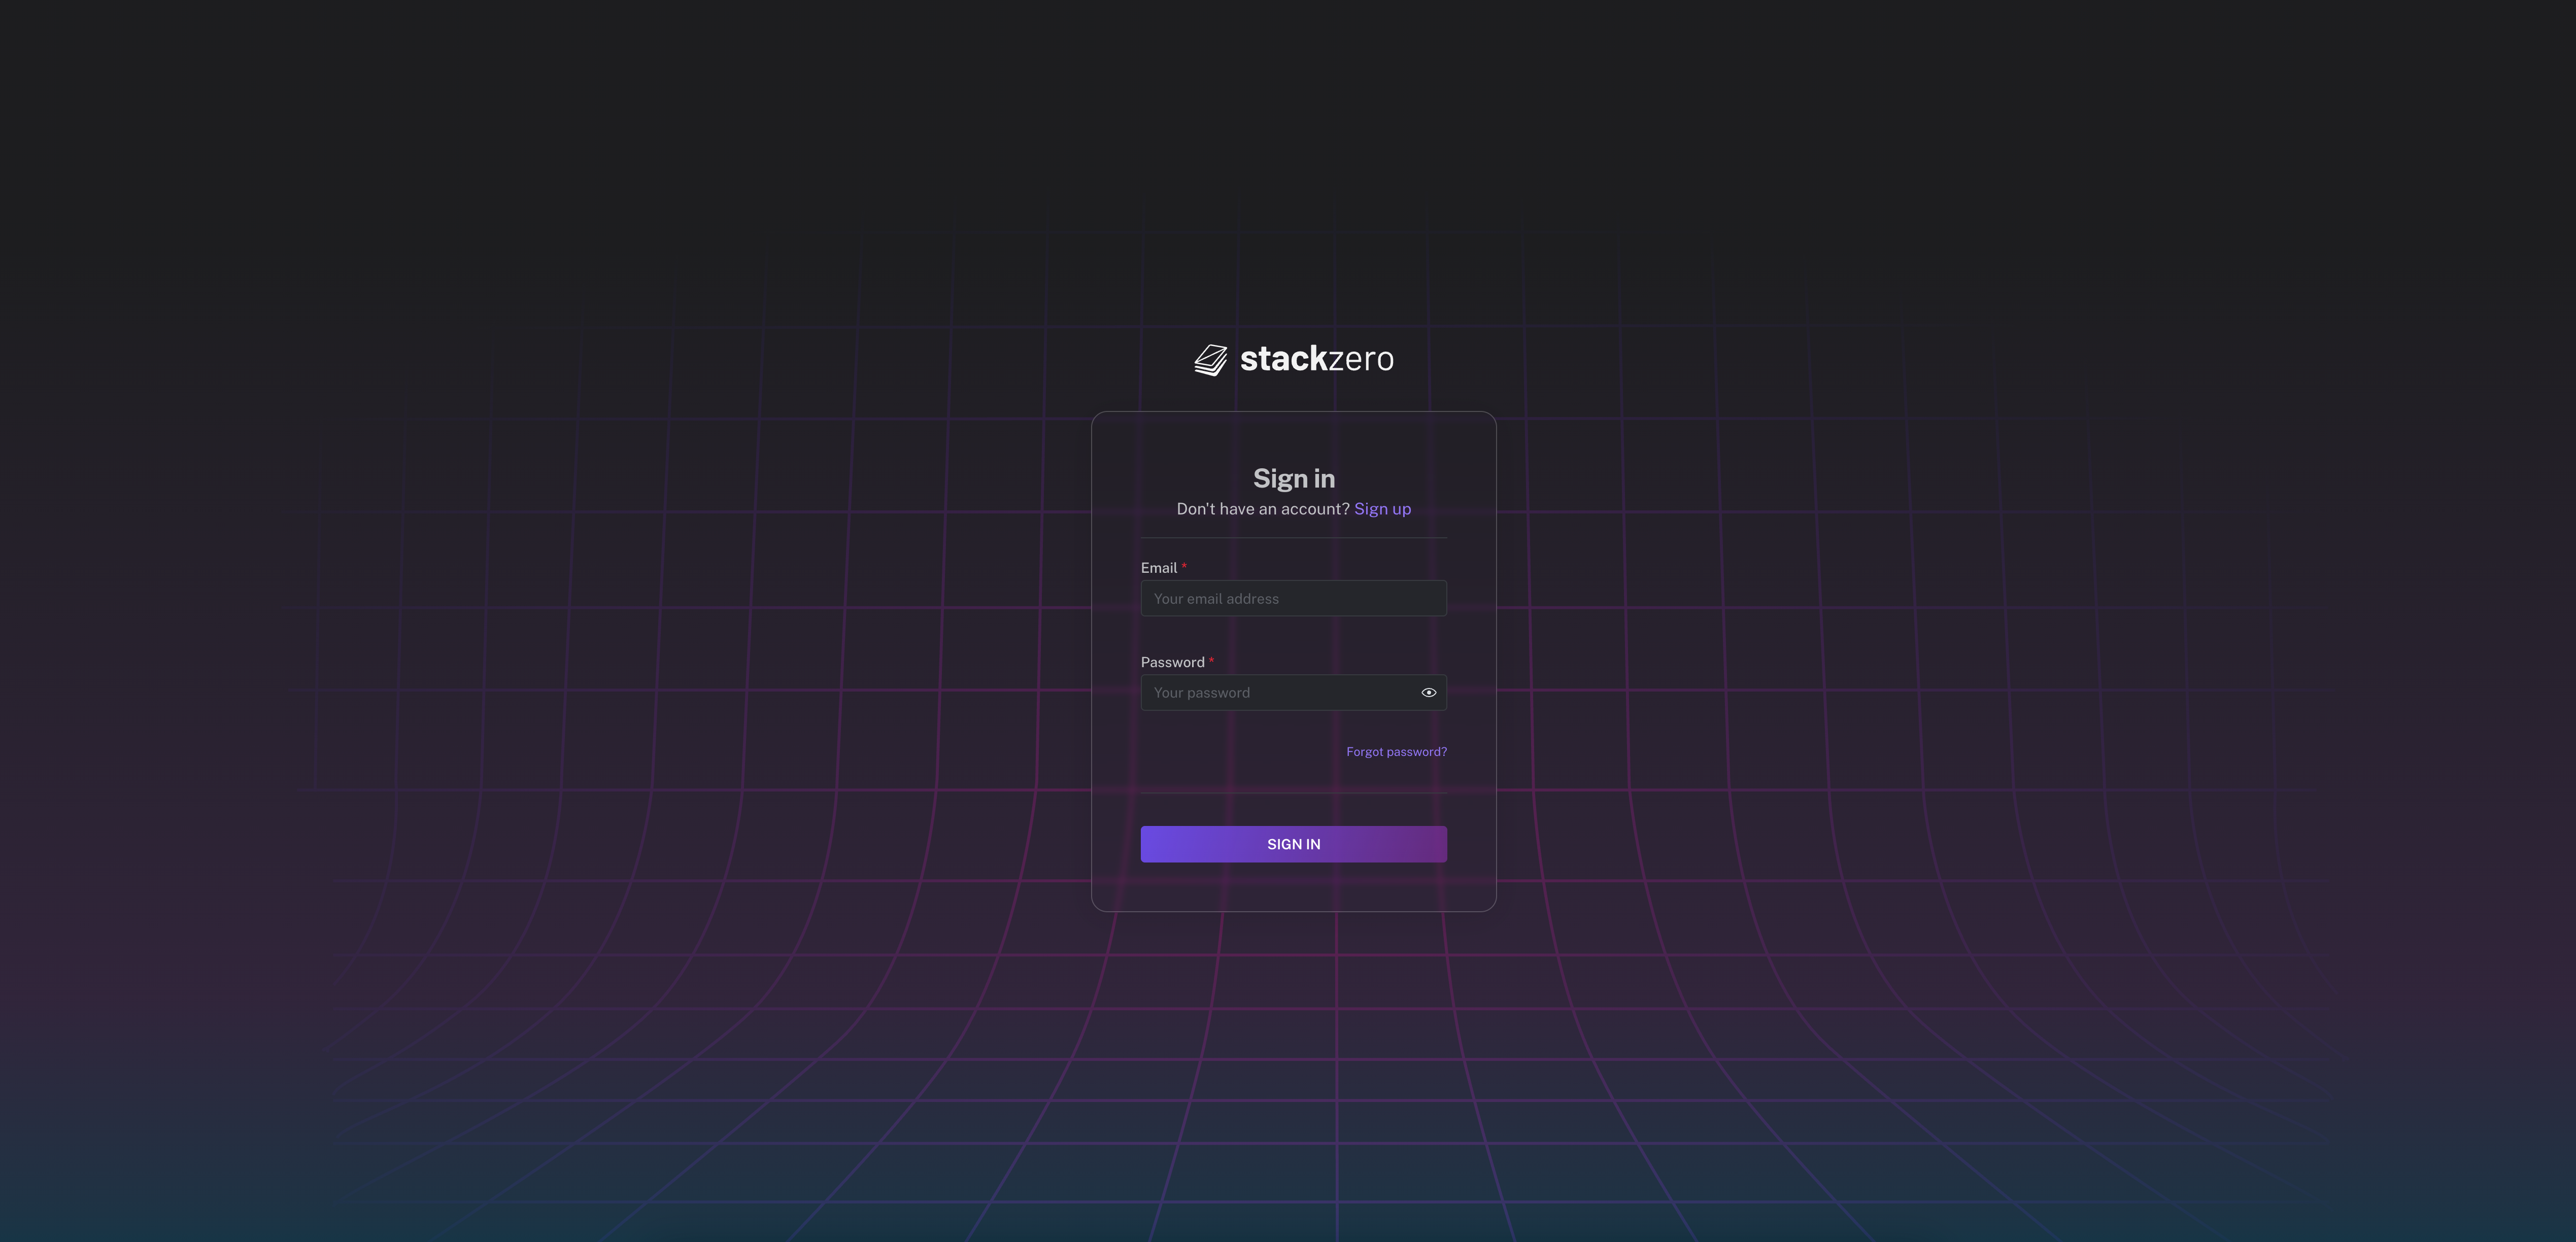 stackzero
Sign in
Don't have an account? Sign up
Email *
Your email address
Password *
Your password
Forgot password?
SIGN IN